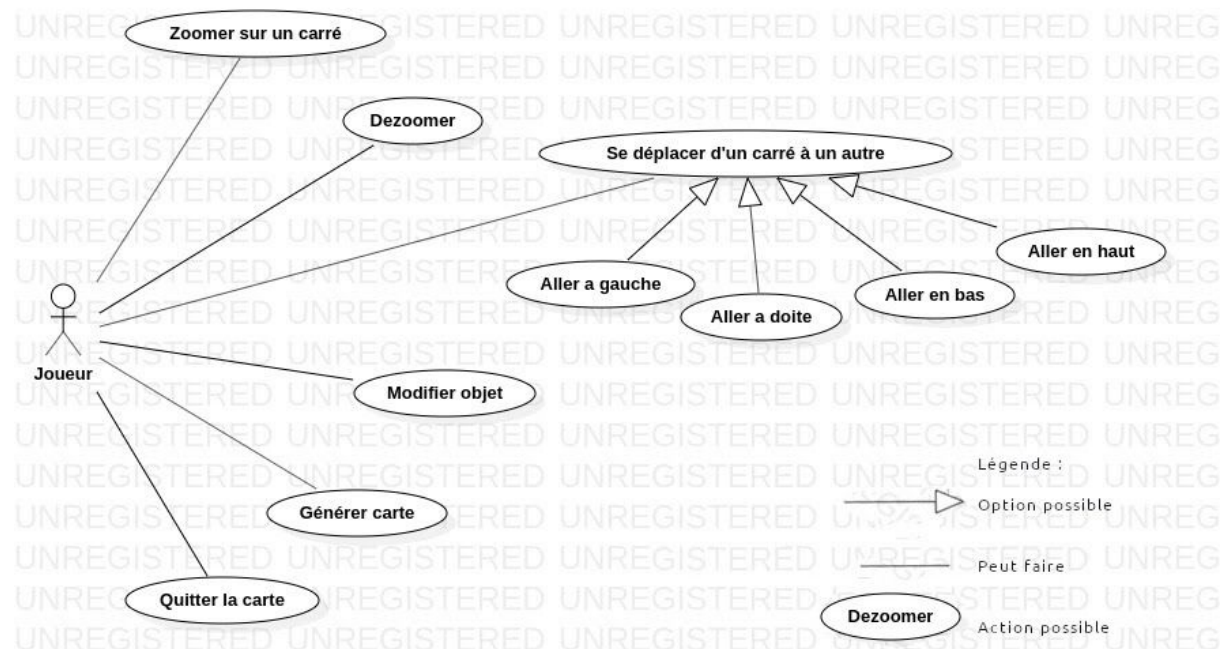 Zoomer sur un carré
Dezoomer
Se déplacer d'un carré à un autre
Aller en haut
Aller a gauche
Aller en bas
Aller a doite
Joueur
Modifier objet
Générer carte
Quitter la carte
Légende :
Option possible
Peut faire
Dezoomer
Action possible
UNREGISTERED